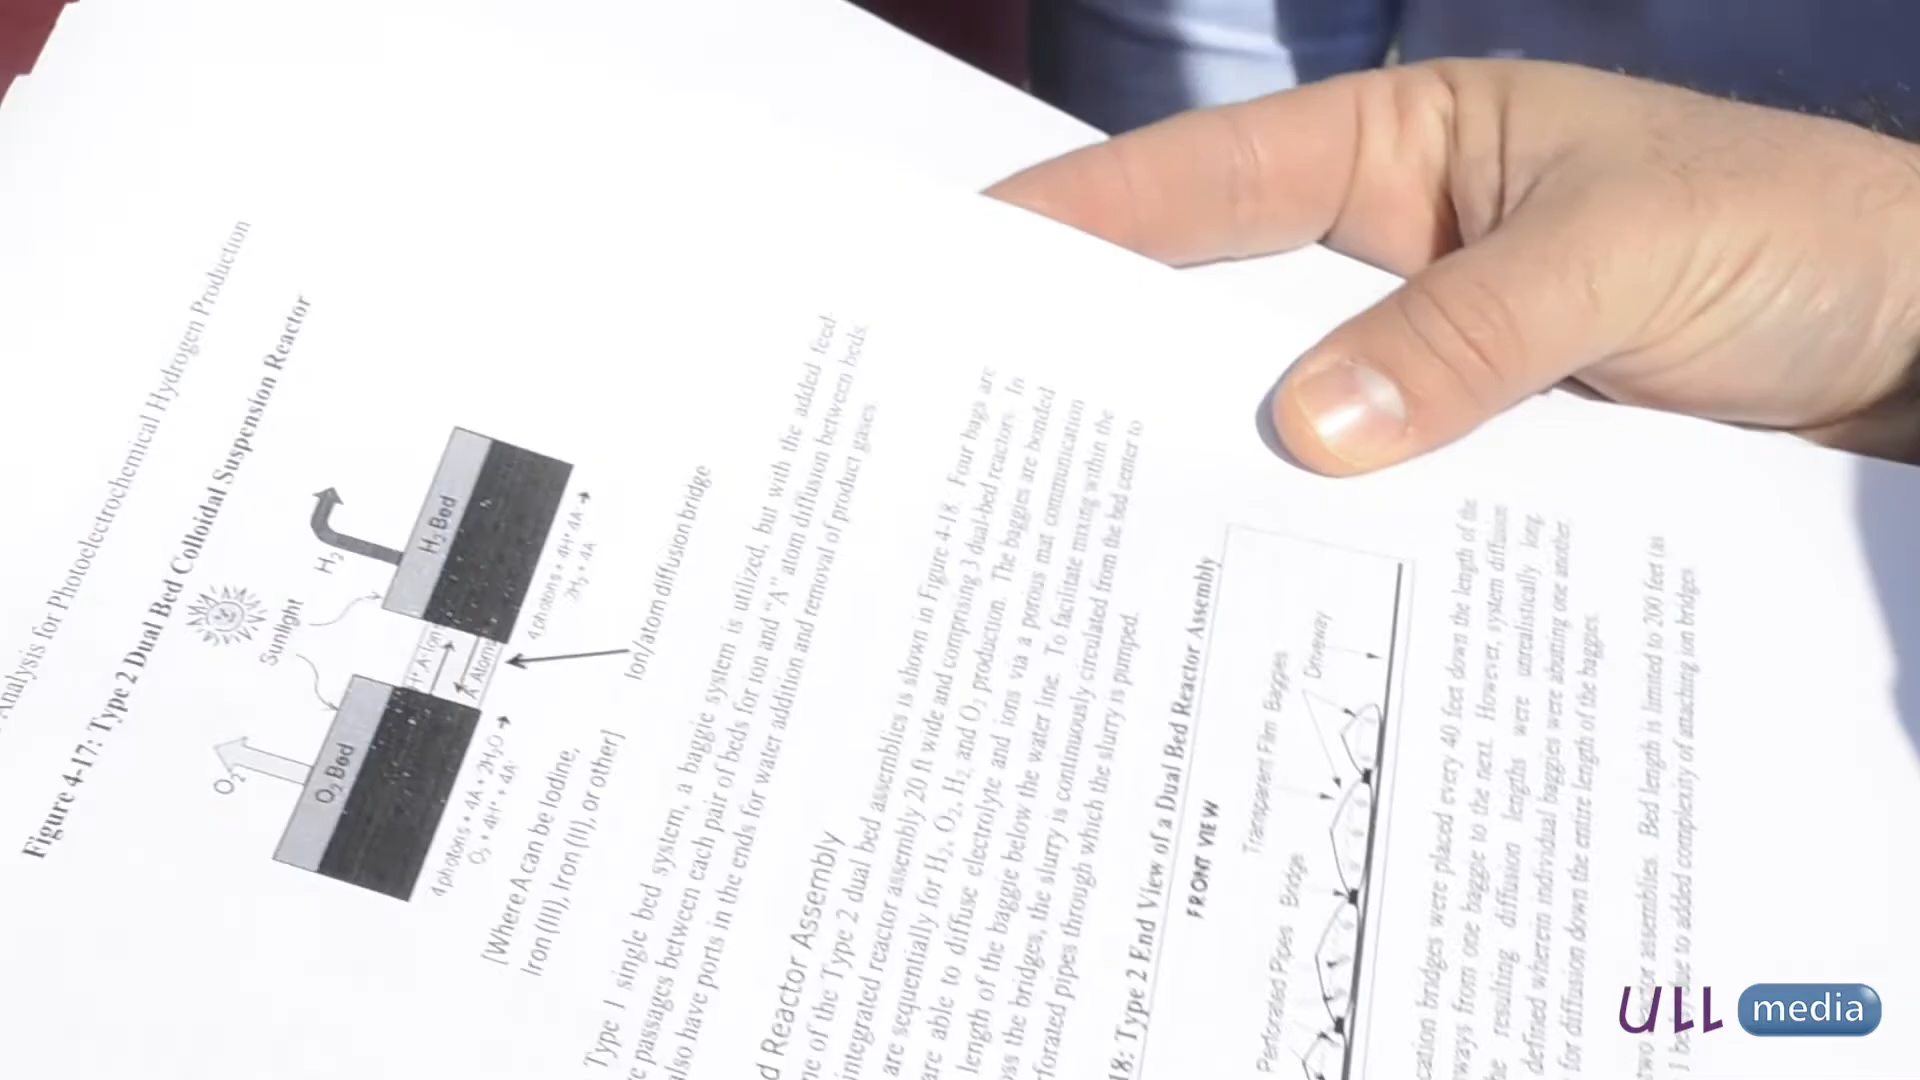 Analysis for Photoelectrochemical Hydrogen Production
Figure 4-17: Type 2 Dual Bed Colloidal Suspension Reactor
H₂
Sunlight
O₂
H₂ Bed
O₂ Bed
H⁺ A⁻ Ion
A Atom
4 photons + 4H⁺ 4A⁻ →
2H₂ + 4A
4 photons + 4A + 2H₂O →
O₂ + 4H⁺ + 4A⁻
Ion/atom diffusion bridge
[Where A can be Iodine,
Iron (III), Iron (II), or other]
Type 1 single bed system, a baggie system is utilized, but with the added feed-
passages between each pair of beds for ion and "A" atom diffusion between beds.
also have ports in the ends for water addition and removal of product gases.
Reactor Assembly
of the Type 2 dual bed assemblies is shown in Figure 4-18. Four bags are
integrated reactor assembly 20 ft wide and comprising 3 dual-bed reactors. In
are sequentially for H₂, O₂, H₂, and O₂ production. The baggies are bonded
are able to diffuse electrolyte and ions via a porous mat communication
length of the baggie below the water line. To facilitate mixing within the
the bridges, the slurry is continuously circulated from the bed center to
pipes through which the slurry is pumped.
18: Type 2 End View of a Dual Bed Reactor Assembly
FRONT VIEW
Transparent Film Baggies
Driveway
Perforated Pipes
Bridge
bridges were placed every 40 feet down the length of the
from one baggie to the next. However, system diffusion
the resulting diffusion lengths were unrealistically long.
defined wherein individual baggies were abutting one another,
for diffusion down the entire length of the baggies.
two assemblies. Bed length is limited to 200 feet (as
1 to added complexity of attaching ion bridges
ULL media